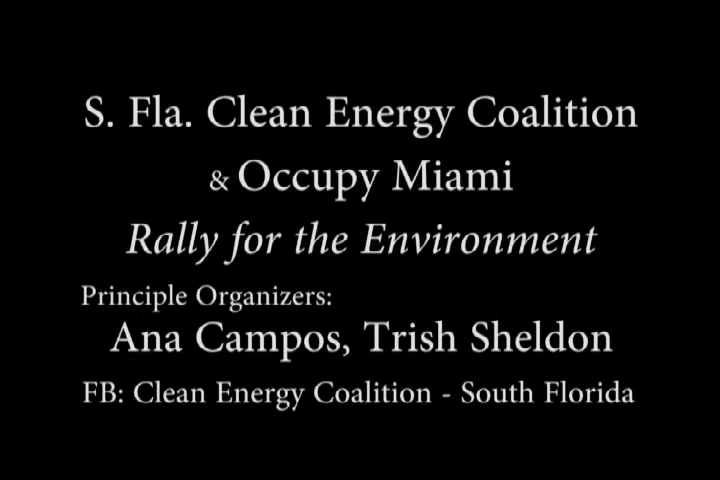 S. Fla. Clean Energy Coalition
& Occupy Miami
Rally for the Environment
Principle Organizers:
Ana Campos, Trish Sheldon
FB: Clean Energy Coalition - South Florida